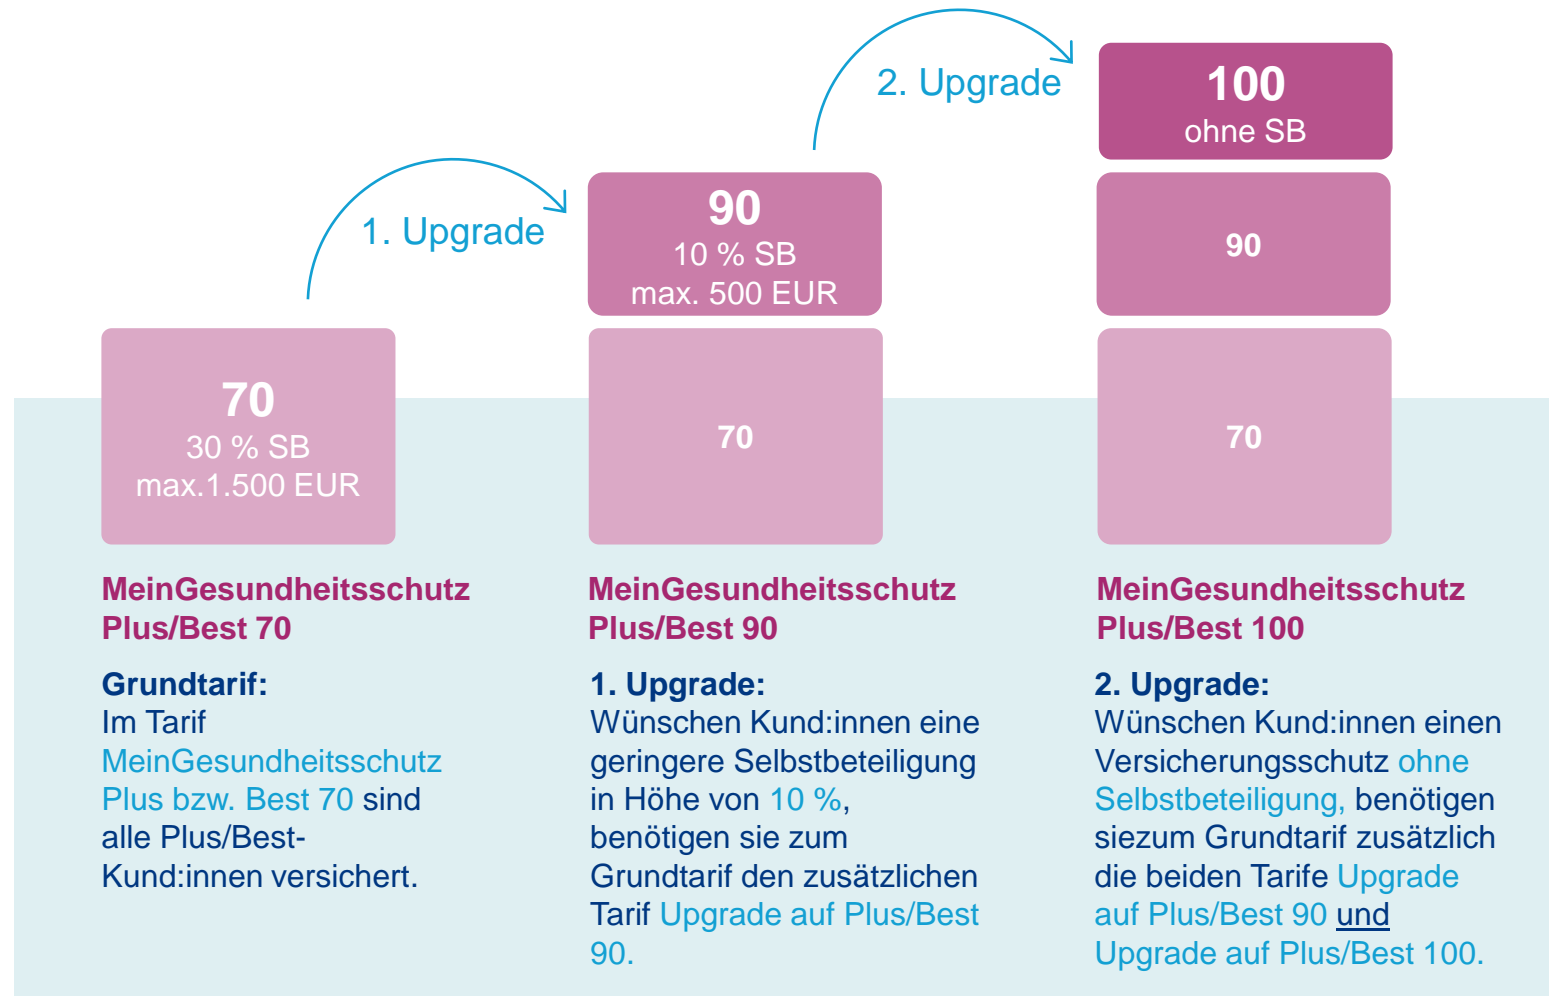 2. Upgrade
100
ohne SB
1. Upgrade
90
10 % SB
max. 500 EUR
90
70
30 % SB
max.1.500 EUR
70
70
MeinGesundheitsschutz
Plus/Best 70
Grundtarif:
Im Tarif
MeinGesundheitsschutz
Plus bzw. Best 70 sind
alle Plus/Best-
Kund:innen versichert.
MeinGesundheitsschutz
Plus/Best 90
1. Upgrade:
Wünschen Kund:innen eine
geringere Selbstbeteiligung
in Höhe von 10 %,
benötigen sie zum
Grundtarif den zusätzlichen
Tarif Upgrade auf Plus/Best
90.
MeinGesundheitsschutz
Plus/Best 100
2. Upgrade:
Wünschen Kund:innen einen
Versicherungsschutz ohne
Selbstbeteiligung, benötigen
siezum Grundtarif zusätzlich
die beiden Tarife Upgrade
auf Plus/Best 90 und
Upgrade auf Plus/Best 100.